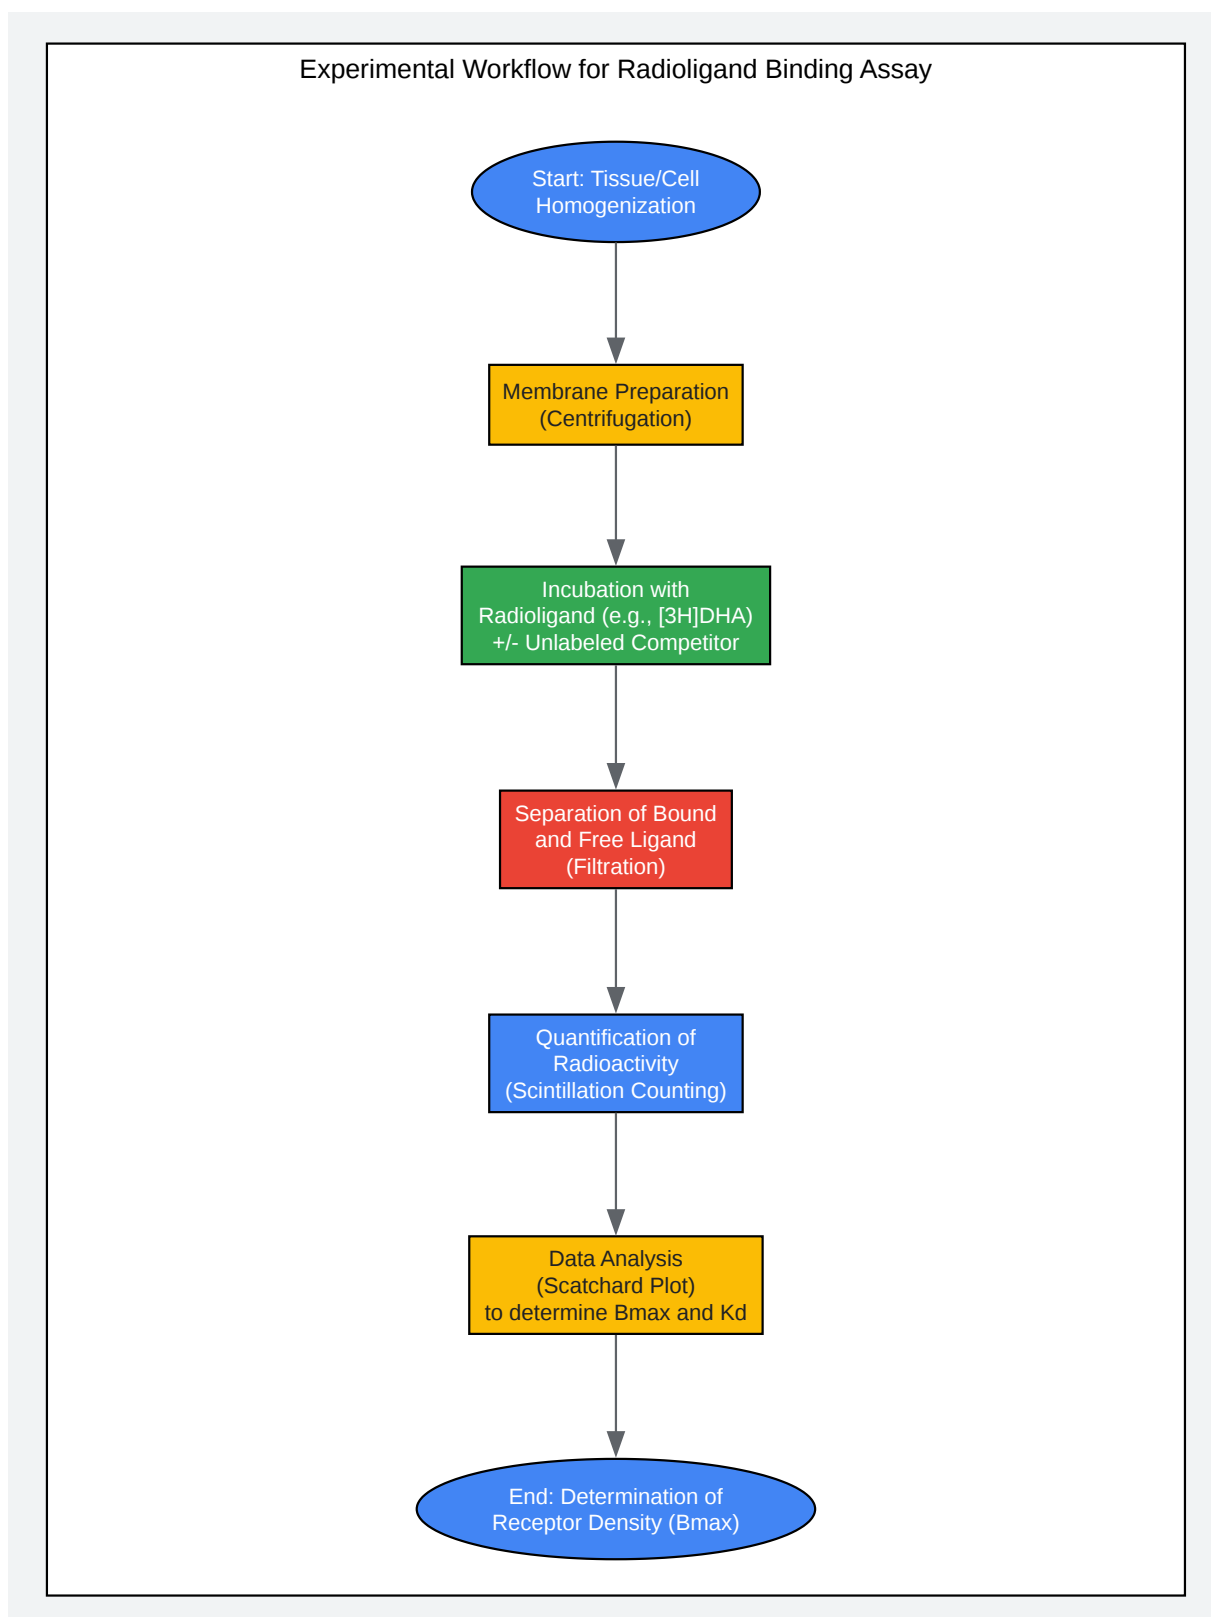 Experimental Workflow for Radioligand Binding Assay
Start: Tissue/Cell
Homogenization
Membrane Preparation
(Centrifugation)
Incubation with
Radioligand (e.g., [3H]DHA)
+/- Unlabeled Competitor
Separation of Bound
and Free Ligand
(Filtration)
Quantification of
Radioactivity
(Scintillation Counting)
Data Analysis
(Scatchard Plot)
to determine Bmax and Kd
End: Determination of
Receptor Density (Bmax)